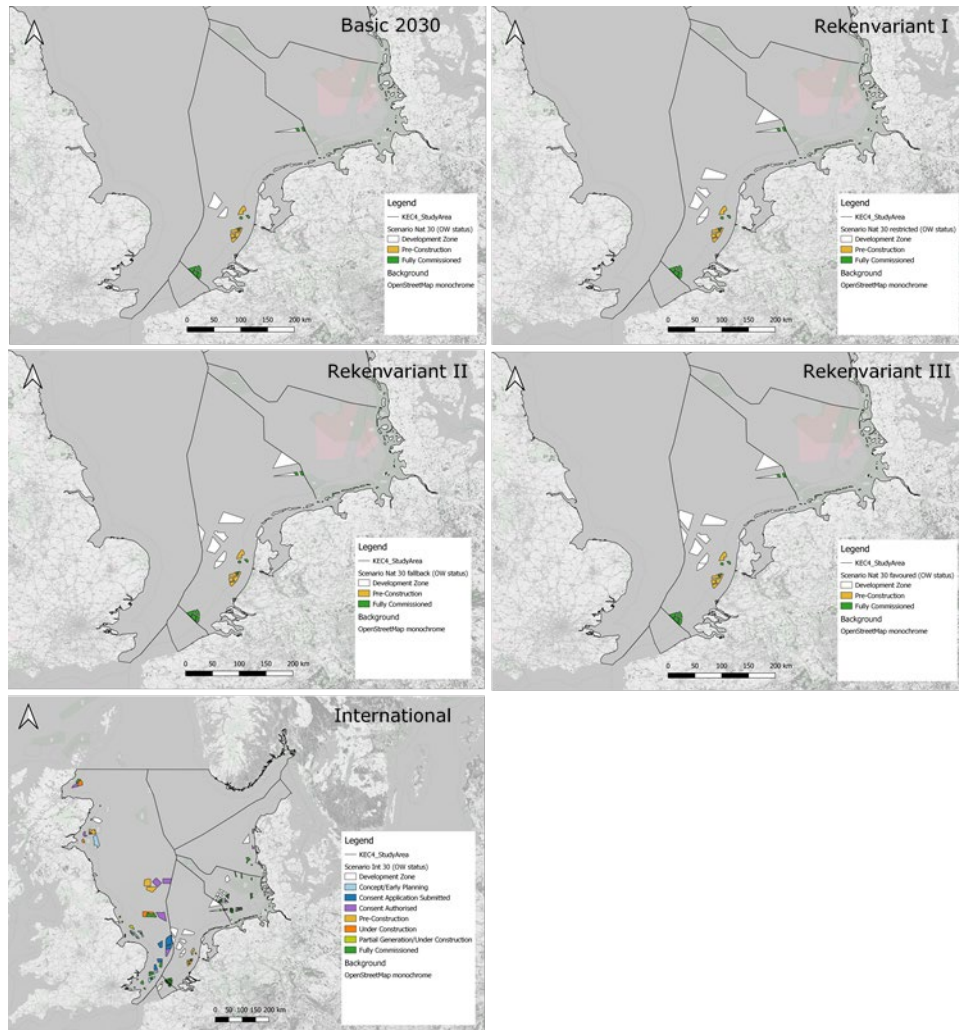 Basic 2030
Legend
KEC4_StudyArea
Scenario Nat 30 (OW status)
Development Zone
Pre-Construction
Fully Commissioned
Background
OpenStreetMap monochrome
0 50 100 150 200 km
Rekenvariant I
Legend
KEC4_StudyArea
Scenario Nat 30 restricted (OW status)
Development Zone
Pre-Construction
Fully Commissioned
Background
OpenStreetMap monochrome
0 50 100 150 200 km
Rekenvariant II
Legend
KEC4_StudyArea
Scenario Nat 30 fallback (OW status)
Development Zone
Pre-Construction
Fully Commissioned
Background
OpenStreetMap monochrome
0 50 100 150 200 km
Rekenvariant III
Legend
KEC4_StudyArea
Scenario Nat 30 favoured (OW status)
Development Zone
Pre-Construction
Fully Commissioned
Background
OpenStreetMap monochrome
0 50 100 150 200 km
International
Legend
KEC4_StudyArea
Scenario Int 30 (OW status)
Development Zone
Concept/Early Planning
Consent Application Submitted
Consent Authorised
Pre-Construction
Under Construction
Partial Generation/Under Construction
Fully Commissioned
Background
OpenStreetMap monochrome
0 50 100 150 200 km